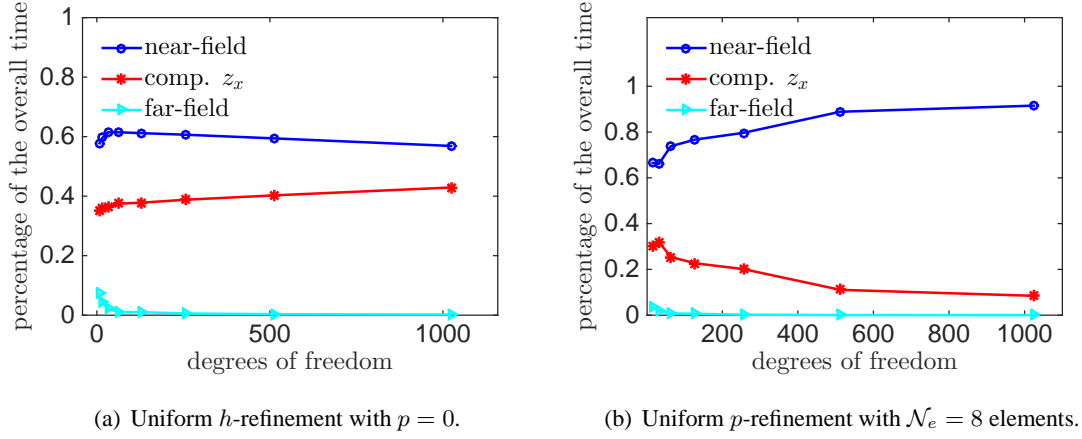 1
0.8
0.6
0.4
0.2
0
0
500
1000
percentage of the overall time
degrees of freedom
near-field
comp. z_x
far-field
(a) Uniform h-refinement with p = 0.
1
0.8
0.6
0.4
0.2
0
200
400
600
800
1000
percentage of the overall time
degrees of freedom
near-field
comp. z_x
far-field
(b) Uniform p-refinement with 𝒩_e = 8 elements.